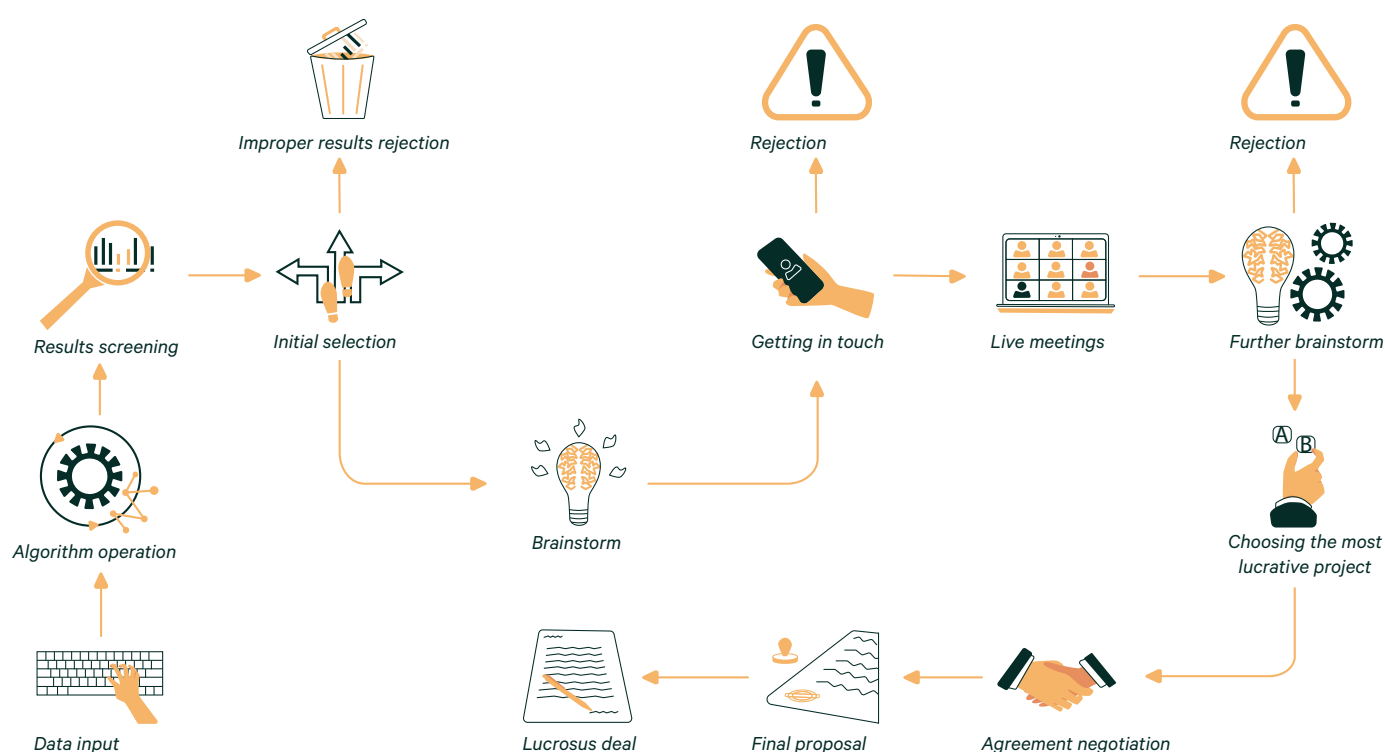 Improper results rejection
Rejection
Rejection
Results screening
Initial selection
Getting in touch
Live meetings
Further brainstorm
A
B
Algorithm operation
Brainstorm
Choosing the most
lucrative project
Data input
Lucrosus deal
Final proposal
Agreement negotiation